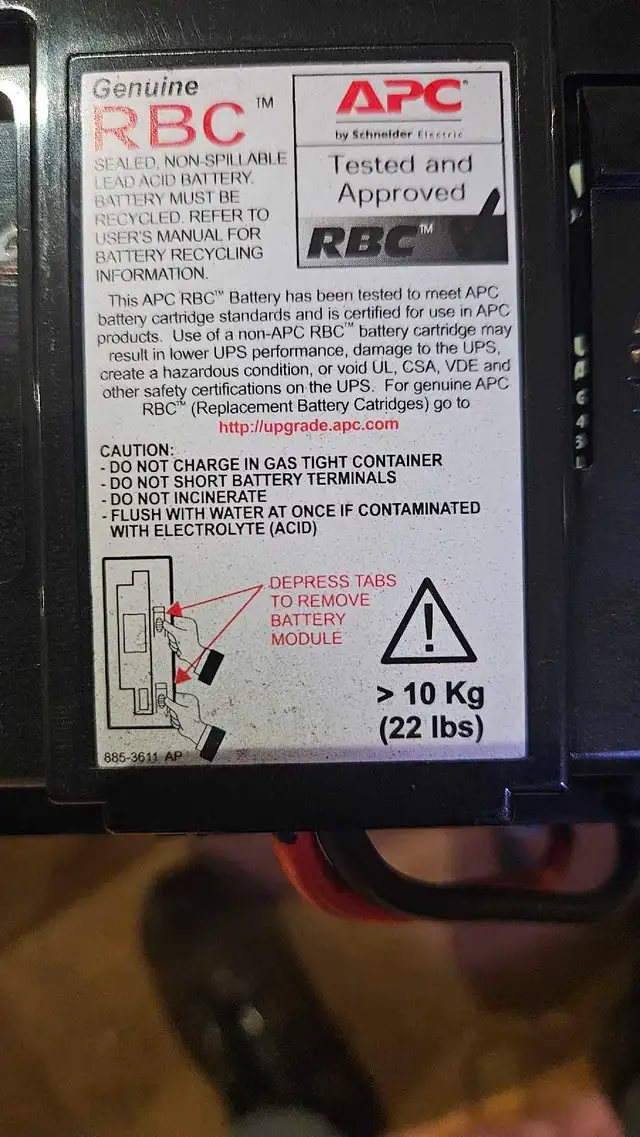 Genuine
RBC™
SEALED, NON-SPILLABLE
LEAD ACID BATTERY.
BATTERY MUST BE
RECYCLED. REFER TO
USER'S MANUAL FOR
BATTERY RECYCLING
INFORMATION.
APC
by Schneider Electric
Tested and
Approved
RBC™
This APC RBC™ Battery has been tested to meet APC
battery cartridge standards and is certified for use in APC
products. Use of a non-APC RBC™ battery cartridge may
result in lower UPS performance, damage to the UPS,
create a hazardous condition, or void UL, CSA, VDE and
other safety certifications on the UPS. For genuine APC
RBC™ (Replacement Battery Catridges) go to
http://upgrade.apc.com
CAUTION:
- DO NOT CHARGE IN GAS TIGHT CONTAINER
- DO NOT SHORT BATTERY TERMINALS
- DO NOT INCINERATE
- FLUSH WITH WATER AT ONCE IF CONTAMINATED
WITH ELECTROLYTE (ACID)
DEPRESS TABS
TO REMOVE
BATTERY
MODULE
!
> 10 Kg
(22 lbs)
885-3611 AP